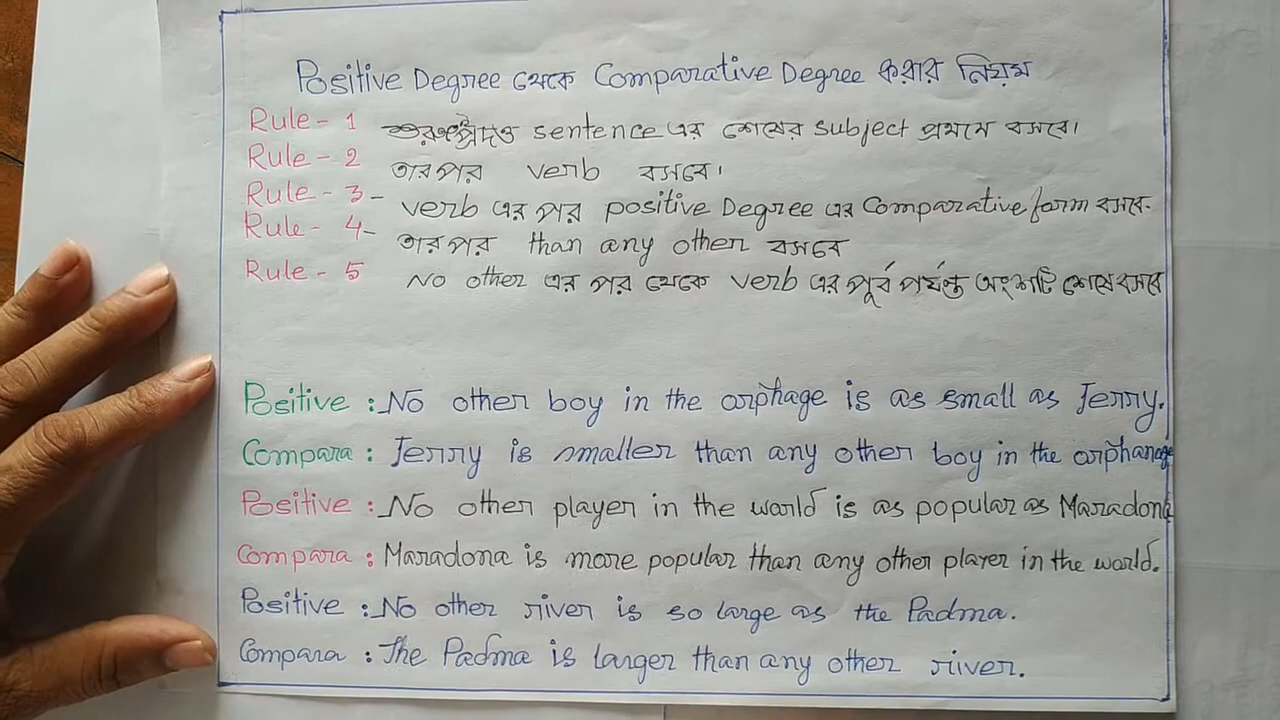 Positive Degree থেকে Comparative Degree করার নিয়ম
Rule - 1 প্রদত্ত sentence এর শেষের subject প্রথমে বসবে।
Rule - 2 তারপর verb বসবে।
Rule - 3 - verb এর পর positive Degree এর Comparative form বসবে.
Rule - 4 - তারপর than any other বসবে
Rule - 5 No other এর পর থেকে verb এর পূর্ব পর্যন্ত অংশটি শেষে বসবে
Positive : No other boy in the orphage is as small as Jerry.
Compara : Jerry is smaller than any other boy in the orphanage
Positive : No other player in the world is as popular as Maradona
Compara : Maradona is more popular than any other player in the world.
Positive : No other river is so large as the Padma.
Compara : The Padma is larger than any other river.